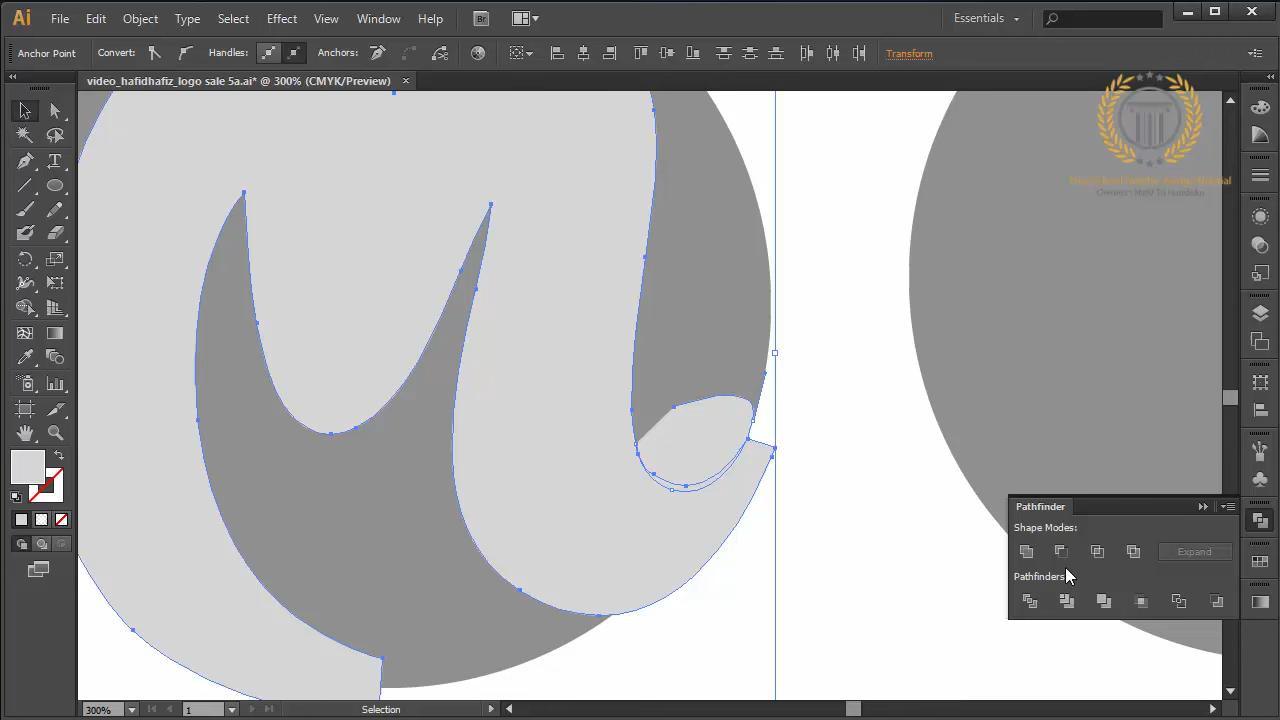 Ai File Edit Object Type Select Effect View Window Help Br Essentials
Anchor Point Convert: Handles: Anchors: Transform
video_hafidhafiz_logo sale 5a.ai* @ 300% (CMYK/Preview) ×
Pathfinder
Shape Modes:
Expand
Pathfinders
300% 1 Selection